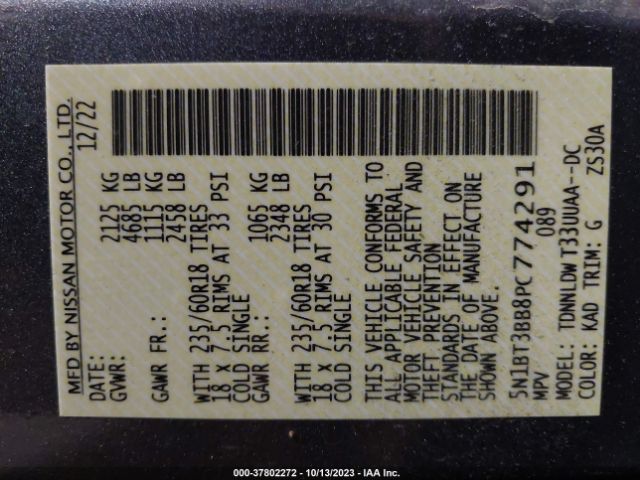 MFD BY NISSAN MOTOR CO., LTD.
DATE: 12/22
GVWR: 2125 KG
4685 LB
GAWR FR.: 1115 KG
2458 LB
WITH 235/60R18 TIRES
18 X 7.5 RIMS AT 33 PSI
COLD SINGLE
GAWR RR.: 1065 KG
2348 LB
WITH 235/60R18 TIRES
18 X 7.5 RIMS AT 30 PSI
COLD SINGLE
THIS VEHICLE CONFORMS TO
ALL APPLICABLE FEDERAL
MOTOR VEHICLE SAFETY AND
THEFT PREVENTION
STANDARDS IN EFFECT ON
THE DATE OF MANUFACTURE
SHOWN ABOVE.
5N1BT3BB8PC774291
MPV 089
MODEL: TDNNLDW T33UUAA--DC
COLOR: KAD TRIM: G ZS30A
000-37802272 - 10/13/2023 - IAA Inc.